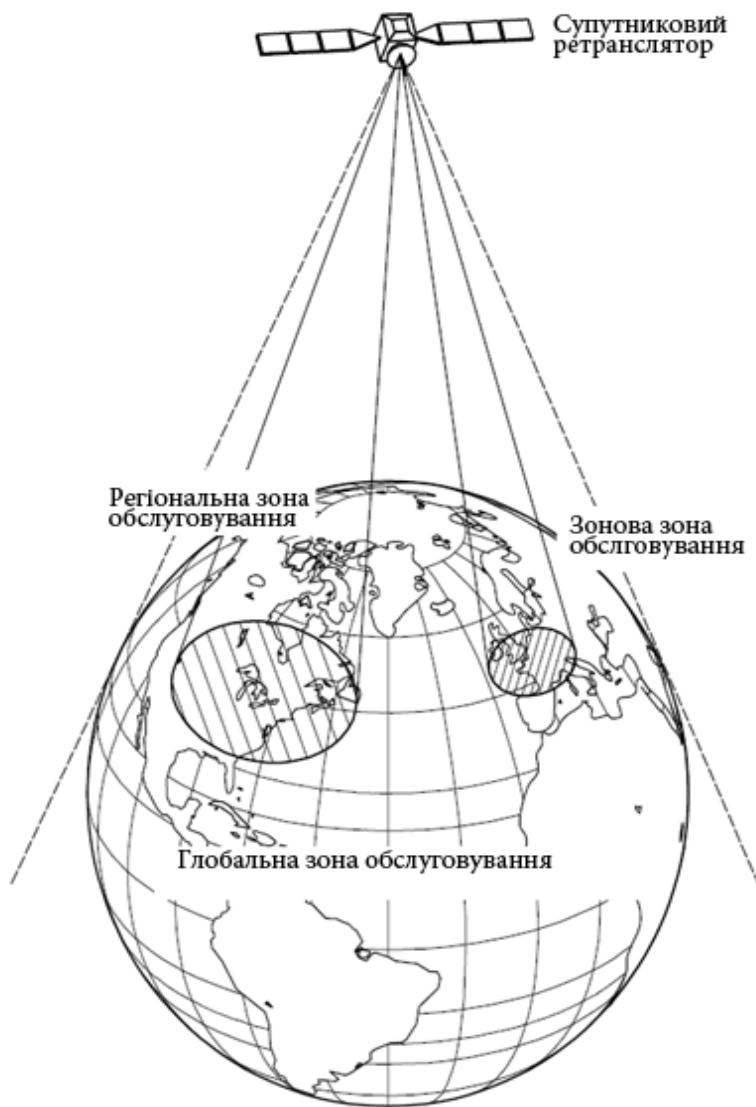 Супутниковий
ретранслятор
Регіональна зона
обслуговування
Зонова зона
обслговування
Глобальна зона обслуговування